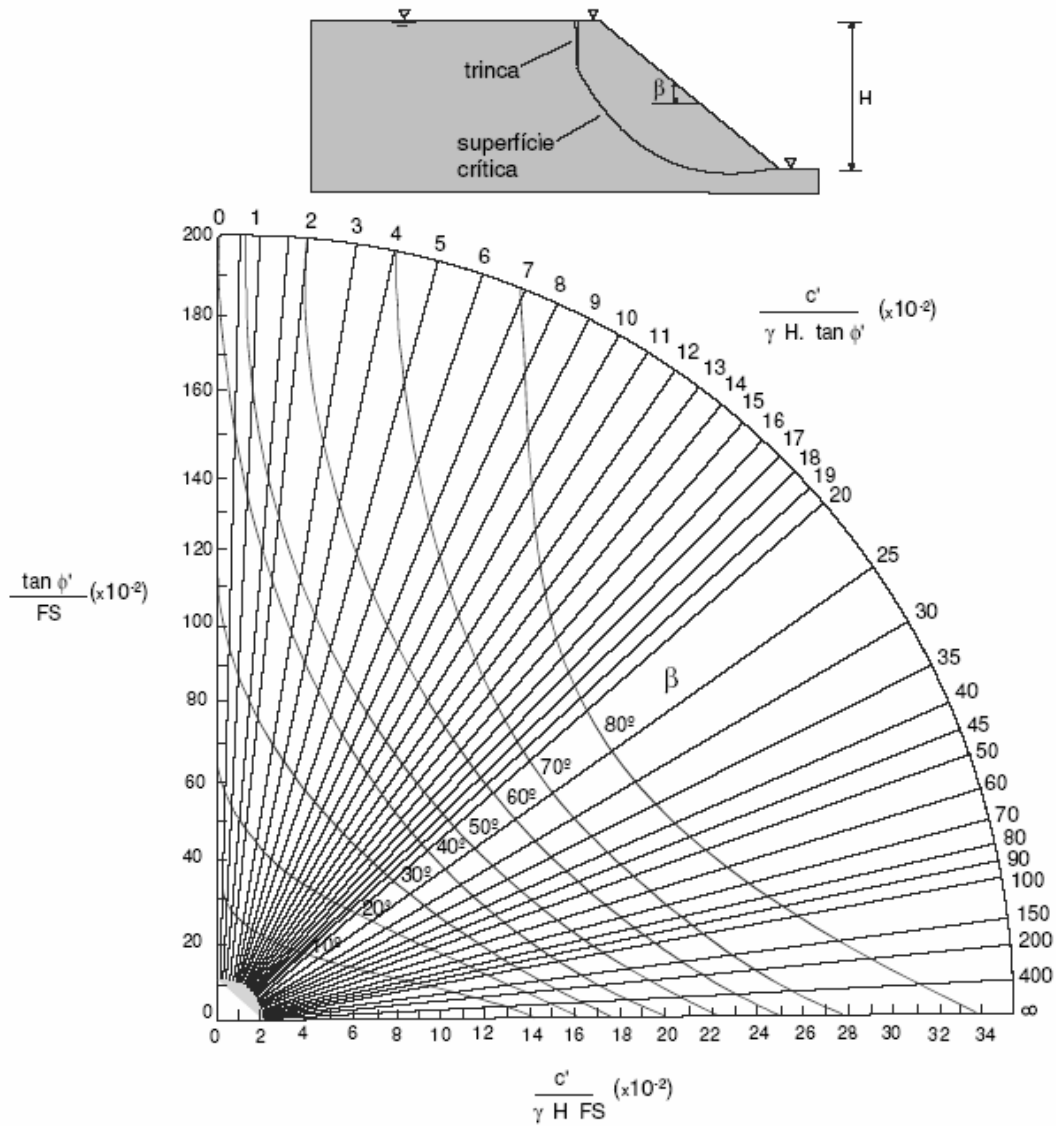 trinca
β
H
superfície
crítica
0 1 2 3 4 5 6 7 8 9 10 11 12 13 14 15 16 17 18 19 20 25 30 35 40 45 50 60 70 80 90 100 150 200 400 ∞
c'
γ H. tan ϕ' (x10⁻²)
200
180
160
140
120
100
80
60
40
20
0
tan ϕ'
FS (x10⁻²)
β
80º
70º
60º
50º
40º
30º
20º
10º
0 2 4 6 8 10 12 14 16 18 20 22 24 26 28 30 32 34
c'
γ H FS (x10⁻²)